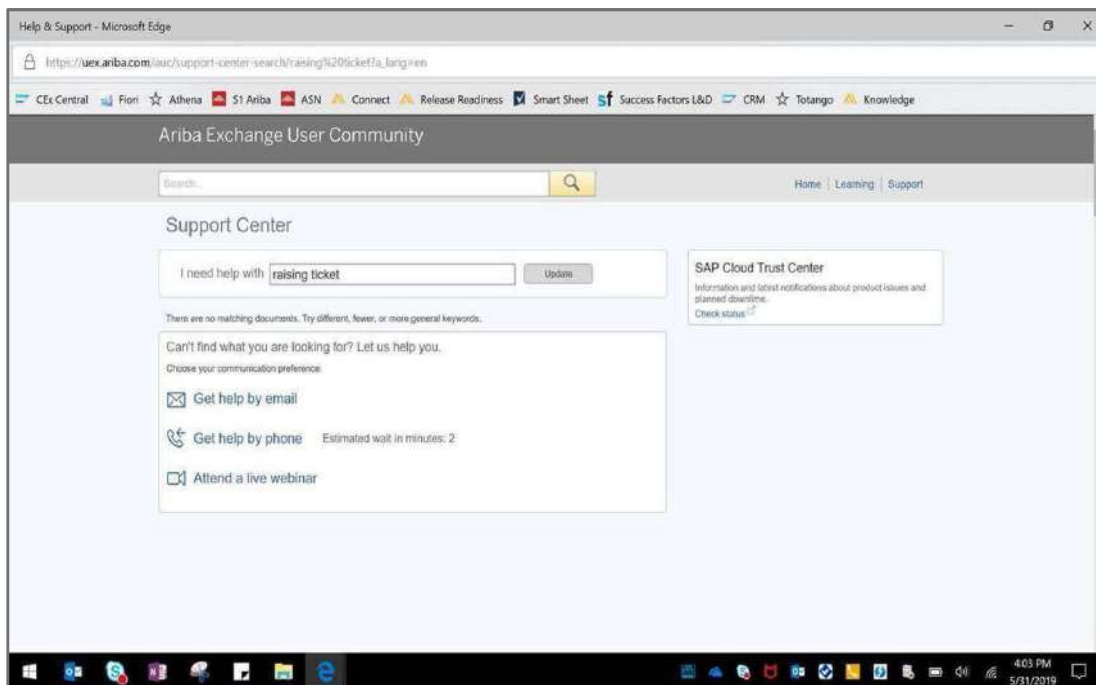 Help & Support - Microsoft Edge
https://uex.ariba.com/auc/support-center-search/raising%20ticket?a_lang=en
CEx Central Fiori Athena S1 Ariba ASN Connect Release Readiness Smart Sheet Success Factors L&D CRM Totango Knowledge
Ariba Exchange User Community
Search...
Home | Learning | Support
Support Center
I need help with raising ticket Update
SAP Cloud Trust Center
Information and latest notifications about product issues and
planned downtime.
Check status
There are no matching documents. Try different, fewer, or more general keywords.
Can't find what you are looking for? Let us help you.
Choose your communication preference.
Get help by email
Get help by phone Estimated wait in minutes: 2
Attend a live webinar
4:03 PM
5/31/2019